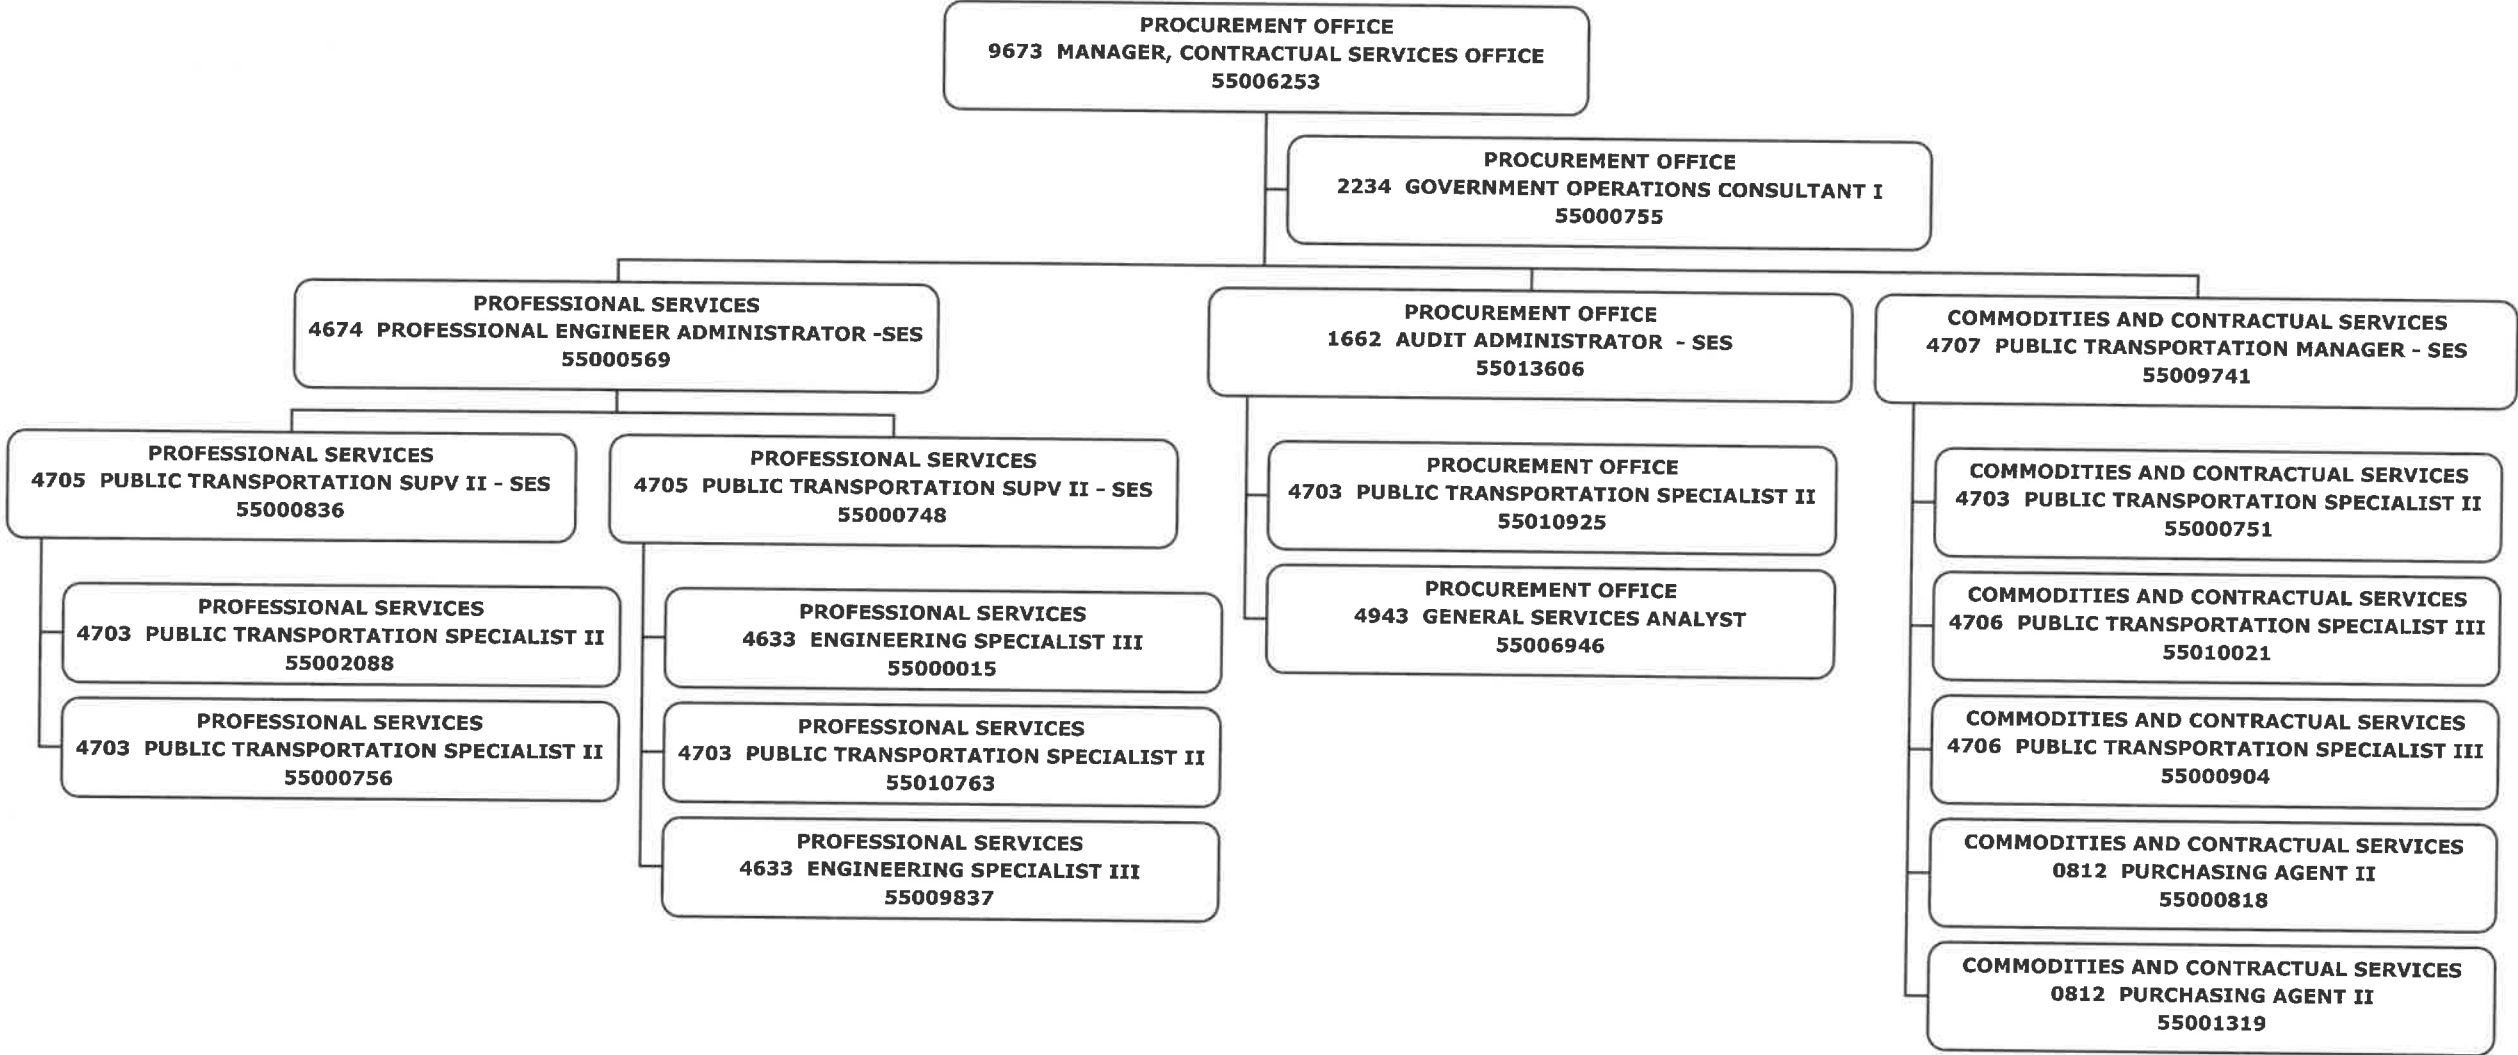 PROCUREMENT OFFICE
9673 MANAGER, CONTRACTUAL SERVICES OFFICE
55006253
PROCUREMENT OFFICE
2234 GOVERNMENT OPERATIONS CONSULTANT I
55000755
PROFESSIONAL SERVICES
4674 PROFESSIONAL ENGINEER ADMINISTRATOR -SES
55000569
PROFESSIONAL SERVICES
4705 PUBLIC TRANSPORTATION SUPV II - SES
55000836
PROFESSIONAL SERVICES
4703 PUBLIC TRANSPORTATION SPECIALIST II
55002088
PROFESSIONAL SERVICES
4703 PUBLIC TRANSPORTATION SPECIALIST II
55000756
PROFESSIONAL SERVICES
4705 PUBLIC TRANSPORTATION SUPV II - SES
55000748
PROFESSIONAL SERVICES
4633 ENGINEERING SPECIALIST III
55000015
PROFESSIONAL SERVICES
4703 PUBLIC TRANSPORTATION SPECIALIST II
55010763
PROFESSIONAL SERVICES
4633 ENGINEERING SPECIALIST III
55009837
PROCUREMENT OFFICE
1662 AUDIT ADMINISTRATOR - SES
55013606
PROCUREMENT OFFICE
4703 PUBLIC TRANSPORTATION SPECIALIST II
55010925
PROCUREMENT OFFICE
4943 GENERAL SERVICES ANALYST
55006946
COMMODITIES AND CONTRACTUAL SERVICES
4707 PUBLIC TRANSPORTATION MANAGER - SES
55009741
COMMODITIES AND CONTRACTUAL SERVICES
4703 PUBLIC TRANSPORTATION SPECIALIST II
55000751
COMMODITIES AND CONTRACTUAL SERVICES
4706 PUBLIC TRANSPORTATION SPECIALIST III
55010021
COMMODITIES AND CONTRACTUAL SERVICES
4706 PUBLIC TRANSPORTATION SPECIALIST III
55000904
COMMODITIES AND CONTRACTUAL SERVICES
0812 PURCHASING AGENT II
55000818
COMMODITIES AND CONTRACTUAL SERVICES
0812 PURCHASING AGENT II
55001319